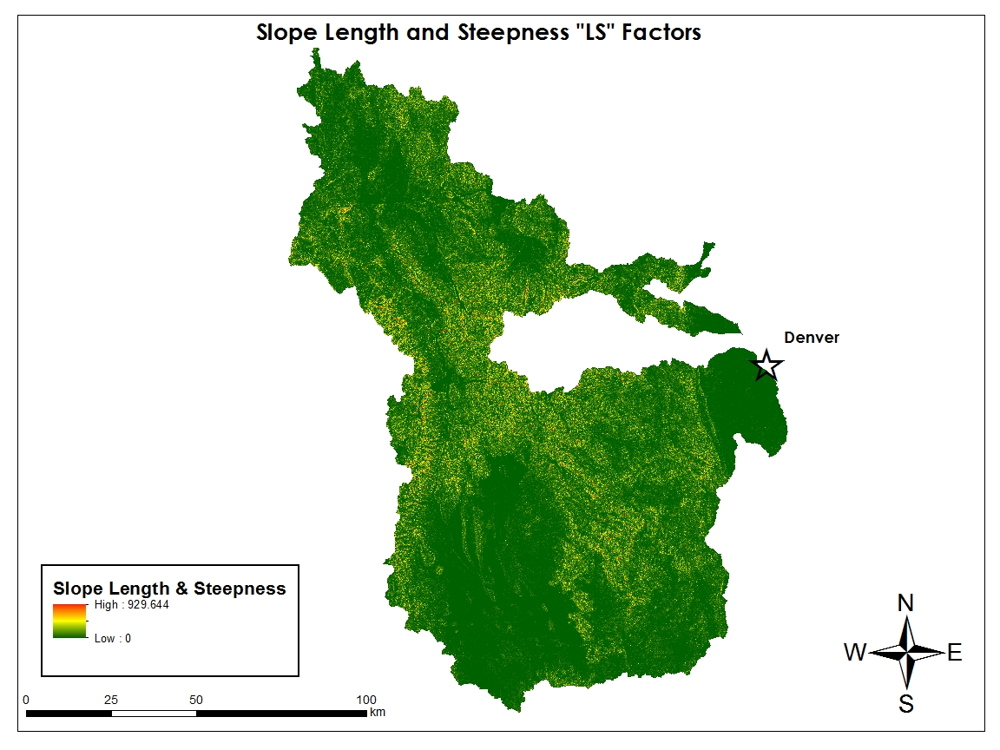 Slope Length and Steepness "LS" Factors
Denver
Slope Length & Steepness
High : 929.644
Low : 0
N
W E
S
0 25 50 100
km